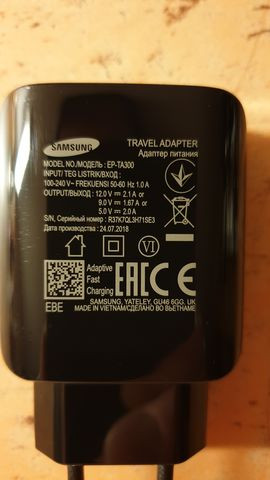 SAMSUNG
TRAVEL ADAPTER
Адаптер питания
MODEL NO./МОДЕЛЬ: EP-TA300
INPUT/ TEG LISTRIK/ВХОД :
100-240 V~ FREKUENSI 50-60 Hz 1.0 A
OUTPUT/ВЫХОД : 12.0 V⎓ 2.1 A or
9.0 V⎓ 1.67 A or
5.0 V⎓ 2.0 A
S/N, Серийный номер : R37K7QL3H71SE3
Дата производства : 24.07.2018
VI
Adaptive
Fast
Charging
EAC CE
EBE
SAMSUNG, YATELEY, GU46 6GG, UK
MADE IN VIETNAM/СДЕЛАНО ВО ВЬЕТНАМЕ